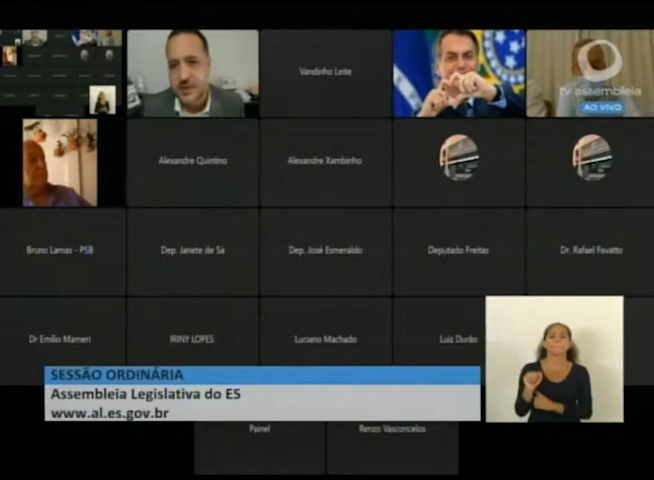 Vandinho Leite
tv assembleia
AO VIVO
Alexandre Quintino
Alexandre Xambinho
Bruno Lamas - PSB
Dep. Janete de Sá
Dep. José Esmeraldo
Deputado Freitas
Dr. Rafael Favatto
Dr Emílio Mameri
IRINY LOPES
Luciano Machado
Luiz Durão
SESSÃO ORDINÁRIA
Assembleia Legislativa do ES
www.al.es.gov.br
Painel
Renzo Vasconcelos